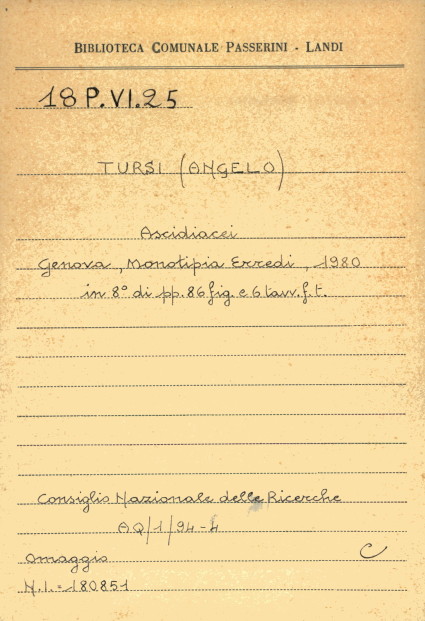 BIBLIOTECA COMUNALE PASSERINI - LANDI
18 P. VI. 25
TURSI (ANGELO)
Ascidiacei
Genova, Monotipia Erredi, 1980
in 8° di pp. 86 fig. e 6 tavv. f. t.
Consiglio Nazionale delle Ricerche
AQ/1/94-4
Omaggio C
N. I. = 180851